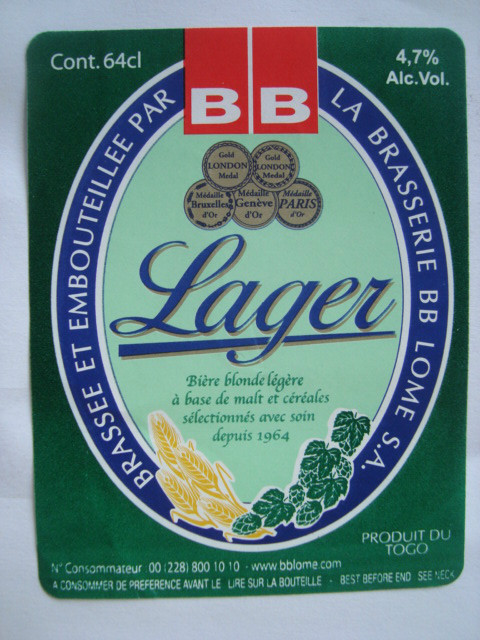 Cont. 64cl
BB
4,7%
Alc.Vol.
BRASSEE ET EMBOUTEILLEE PAR LA BRASSERIE BB LOME S.A.
Gold LONDON Medal
Gold LONDON Medal
Médaille Bruxelles d'Or
Médaille Genève d'Or
Médaille PARIS d'Or
Lager
Bière blonde légère
à base de malt et céréales
sélectionnés avec soin
depuis 1964
PRODUIT DU
TOGO
N° Consommateur 00 (228) 800 10 10 - www.bblome.com
A CONSOMMER DE PREFERENCE AVANT LE LIRE SUR LA BOUTEILLE - BEST BEFORE END SEE NECK